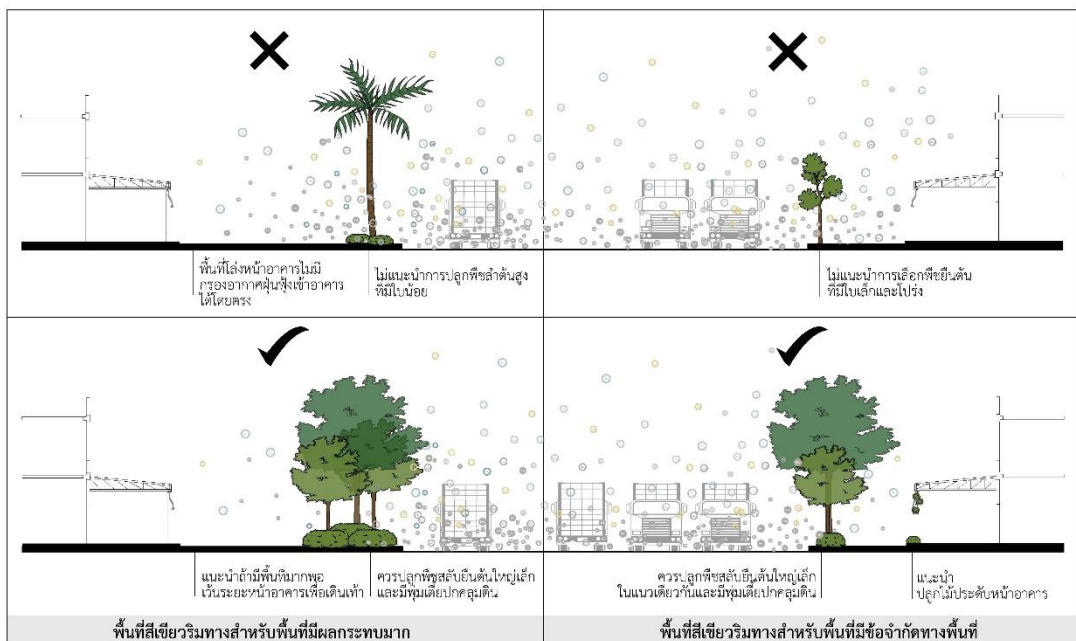 พื้นที่โล่งหน้าอาคารไม่มี
กรองอากาศฝุ่นฟุ้งเข้าอาคาร
ได้โดยตรง
ไม่แนะนำการปลูกพืชลำต้นสูง
ที่มีใบน้อย
ไม่แนะนำการเลือกพืชยืนต้น
ที่มีใบเล็กและโปร่ง
แนะนำถ้ามีพื้นที่มากพอ
เว้นระยะหน้าอาคารเพื่อเดินเท้า
ควรปลูกพืชสลับยืนต้นใหญ่เล็ก
และมีพุ่มเตี้ยปกคลุมดิน
ควรปลูกพืชสลับยืนต้นใหญ่เล็ก
ในแนวเดียวกันและมีพุ่มเตี้ยปกคลุมดิน
แนะนำ
ปลูกไม้ประดับหน้าอาคาร
พื้นที่สีเขียวริมทางสำหรับพื้นที่มีผลกระทบมาก
พื้นที่สีเขียวริมทางสำหรับพื้นที่มีข้อจำกัดทางพื้นที่